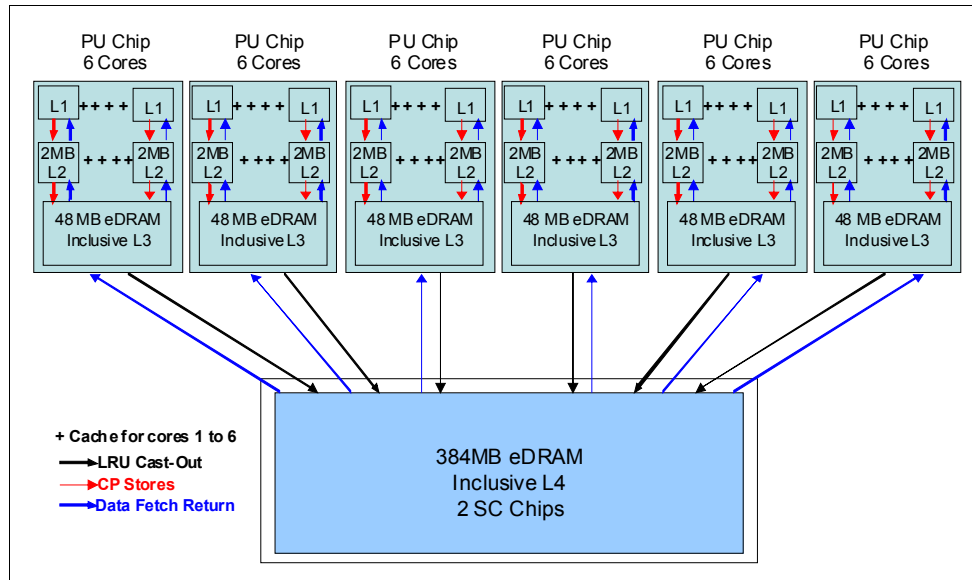 PU Chip
6 Cores
PU Chip
6 Cores
PU Chip
6 Cores
PU Chip
6 Cores
PU Chip
6 Cores
PU Chip
6 Cores
L1 ++++ L1
L1 ++++ L1
L1 ++++ L1
L1 ++++ L1
L1 ++++ L1
L1 ++++ L1
2MB L2 ++++ 2MB L2
2MB L2 ++++ 2MB L2
2MB L2 ++++ 2MB L2
2MB L2 ++++ 2MB L2
2MB L2 ++++ 2MB L2
2MB L2 ++++ 2MB L2
48 MB eDRAM
Inclusive L3
48 MB eDRAM
Inclusive L3
48 MB eDRAM
Inclusive L3
48 MB eDRAM
Inclusive L3
48 MB eDRAM
Inclusive L3
48 MB eDRAM
Inclusive L3
+ Cache for cores 1 to 6
LRU Cast-Out
CP Stores
Data Fetch Return
384MB eDRAM
Inclusive L4
2 SC Chips